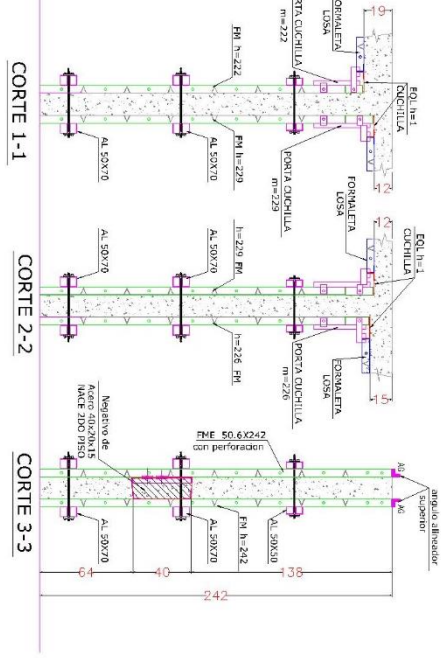 19
FORMALETA
LOSA
EQL h=1
CUCHILLA
PORTA CUCHILLA
m=222
12
FM h=222
PORTA CUCHILLA
m=229
FM h=229
AL 50X70
AL 50X70
CORTE 1-1
12
EQL h=1
CUCHILLA
FORMALETA
LOSA
15
FORMALETA
LOSA
PORTA CUCHILLA
m=226
h=229 FM
h=226 FM
AL 50X70
AL 50X70
CORTE 2-2
angulo alineador
superior
AG
AG
FME 50.6X242
con perforacion
AL 50X50
138
FM h=242
242
AL 50X70
40
Negativo de
Acero 40x20x15
NACE 2DO PISO
64
AL 50X70
CORTE 3-3